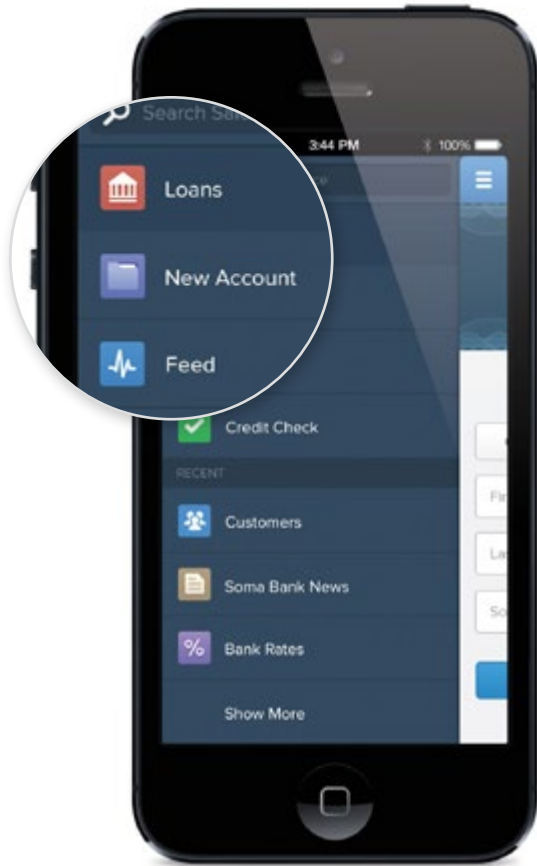 Search
3:44 PM 100%
Loans
New Account
Feed
Credit Check
RECENT
Customers
Soma Bank News
% Bank Rates
Show More